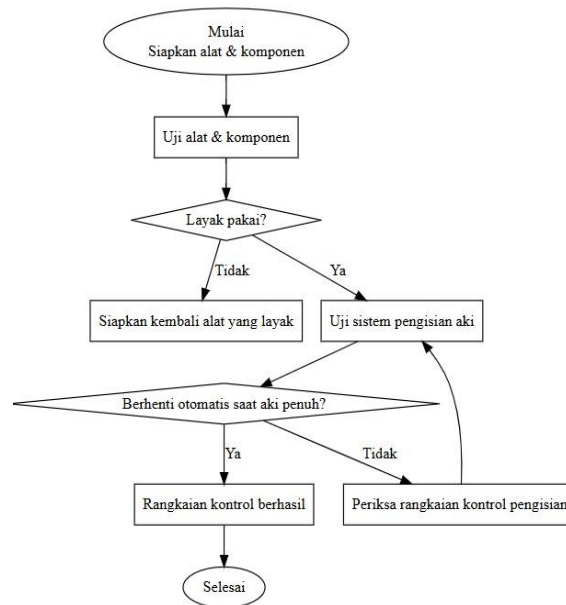 Mulai
Siapkan alat & komponen
Uji alat & komponen
Layak pakai?
Tidak
Ya
Siapkan kembali alat yang layak
Uji sistem pengisian aki
Berhenti otomatis saat aki penuh?
Ya
Tidak
Rangkaian kontrol berhasil
Periksa rangkaian kontrol pengisian
Selesai